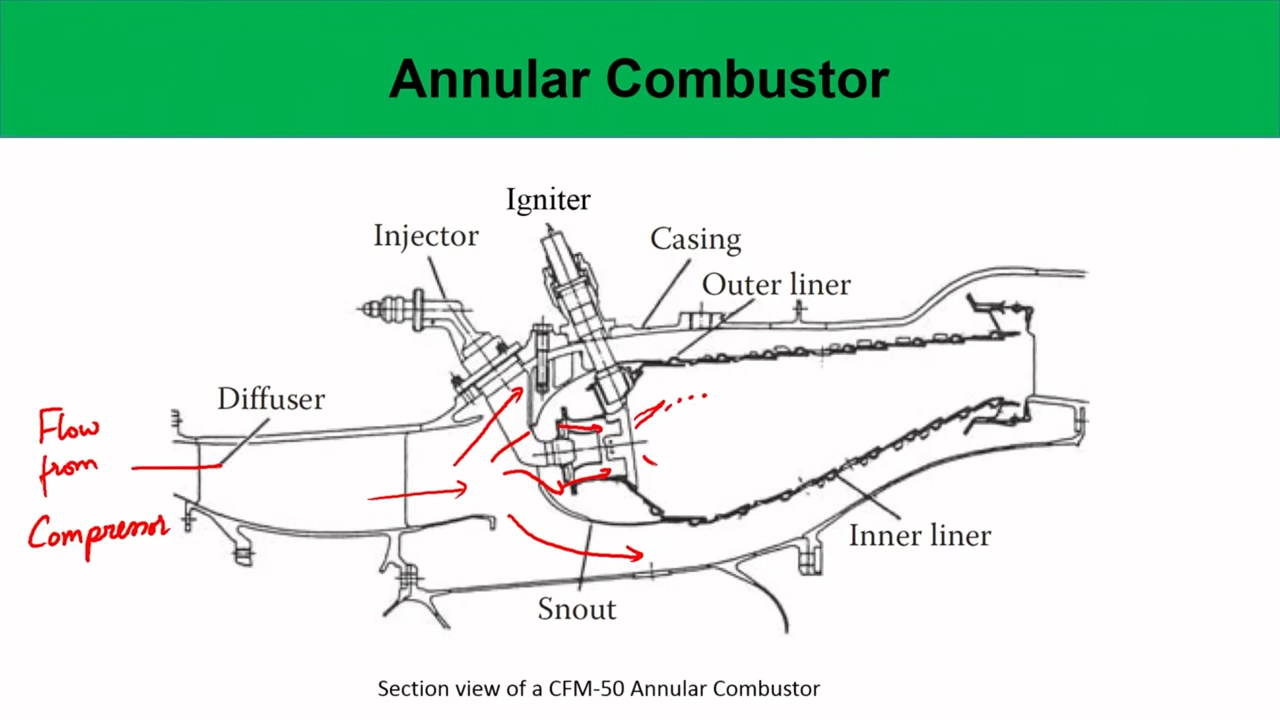 Annular Combustor
Igniter
Injector
Casing
Outer liner
Diffuser
Flow
from
Compressor
Inner liner
Snout
Section view of a CFM-50 Annular Combustor